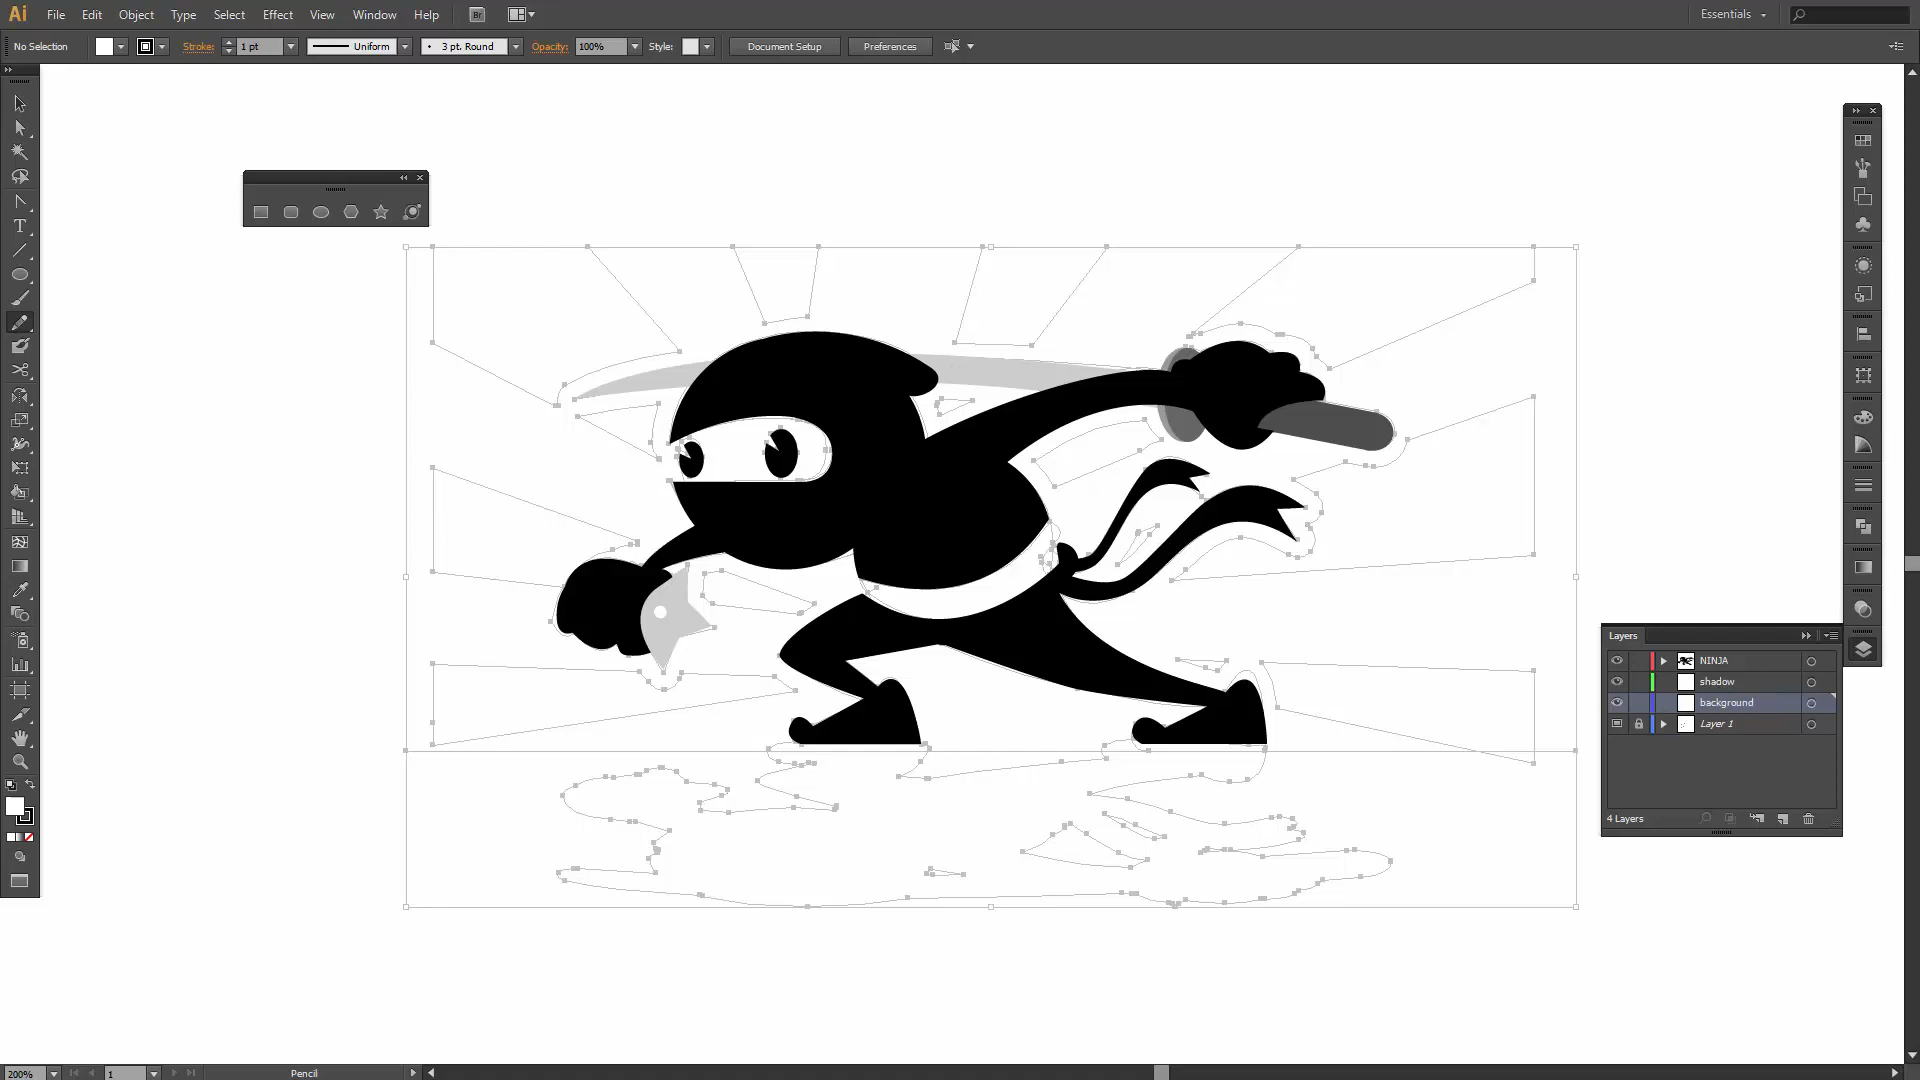 Ai File Edit Object Type Select Effect View Window Help Br Essentials
No Selection Stroke: 1 pt Uniform 3 pt. Round Opacity: 100% Style: Document Setup Preferences
T
Layers
NINJA
shadow
background
Layer 1
4 Layers
200% 1 Pencil